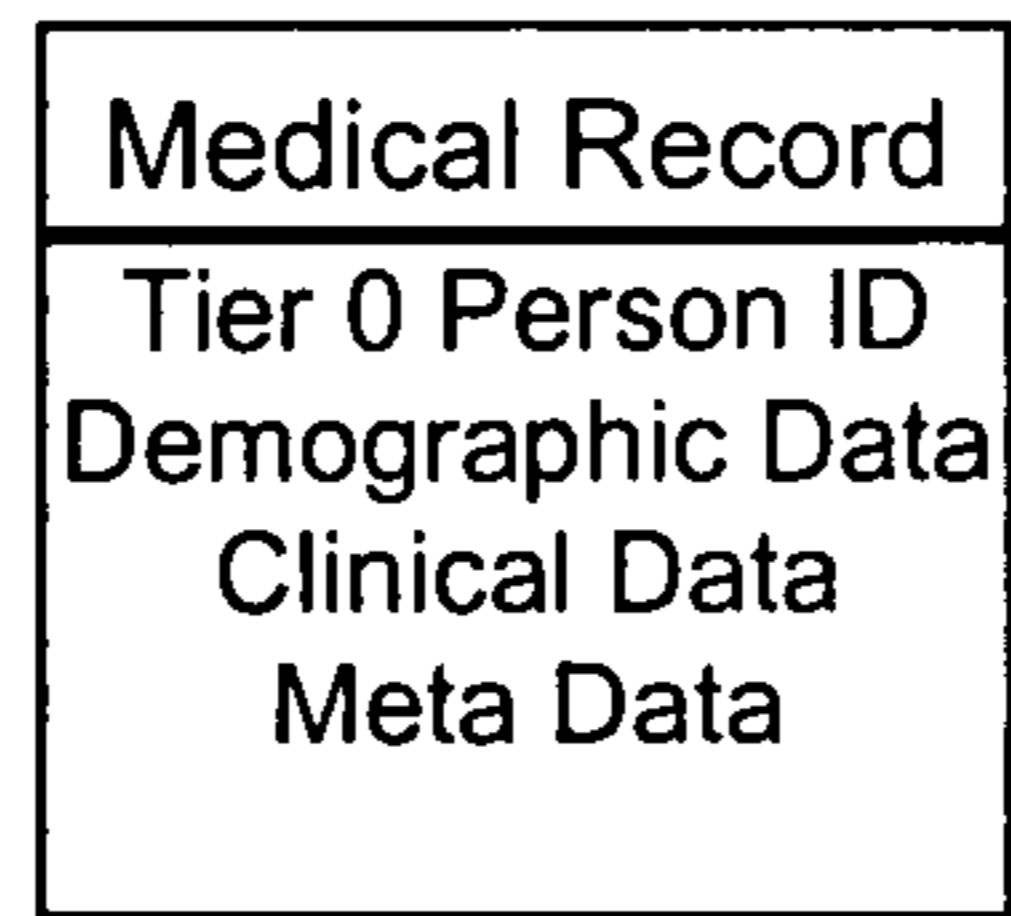 Medical Record
Tier 0 Person ID
Demographic Data
Clinical Data
Meta Data